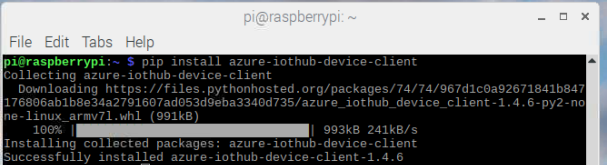 pi@raspberrypi: ~
File Edit Tabs Help
pi@raspberrypi:~ $ pip install azure-iothub-device-client
Collecting azure-iothub-device-client
  Downloading https://files.pythonhosted.org/packages/74/74/967d1c0a92671841b847
176806ab1b8e34a2791607ad053d9eba3340d735/azure_iothub_device_client-1.4.6-py2-no
ne-linux_armv7l.whl (991kB)
    100% |████████████████████████████████| 993kB 241kB/s
Installing collected packages: azure-iothub-device-client
Successfully installed azure-iothub-device-client-1.4.6